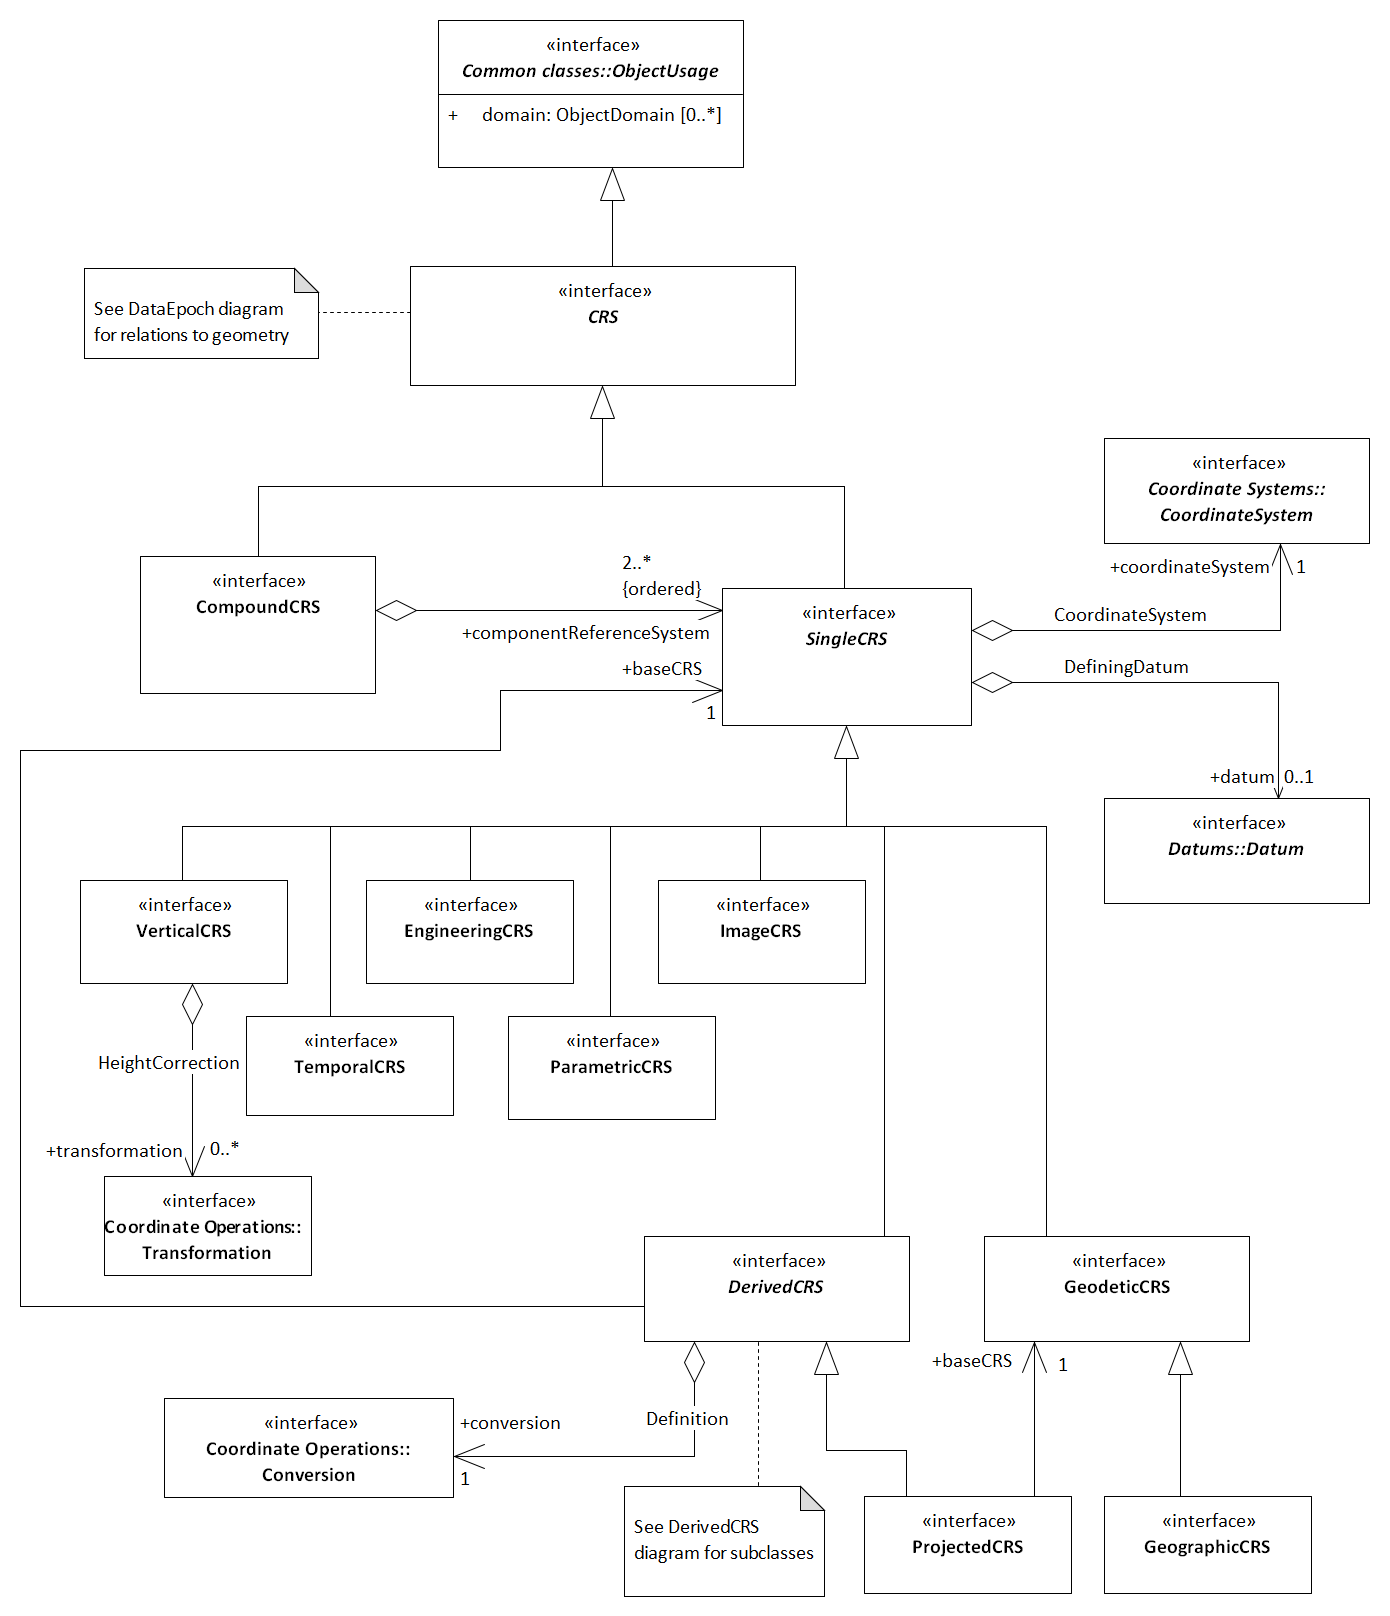 «interface»
Common classes::ObjectUsage
+ domain: ObjectDomain [0..*]
«interface»
CRS
See DataEpoch diagram
for relations to geometry
«interface»
Coordinate Systems::
CoordinateSystem
+coordinateSystem
1
CoordinateSystem
«interface»
CompoundCRS
2..*
{ordered}
+componentReferenceSystem
«interface»
SingleCRS
+baseCRS
1
DefiningDatum
+datum
0..1
«interface»
Datums::Datum
«interface»
VerticalCRS
«interface»
EngineeringCRS
«interface»
ImageCRS
«interface»
TemporalCRS
«interface»
ParametricCRS
HeightCorrection
+transformation
0..*
«interface»
Coordinate Operations::
Transformation
«interface»
DerivedCRS
«interface»
GeodeticCRS
+baseCRS
1
Definition
+conversion
1
«interface»
Coordinate Operations::
Conversion
See DerivedCRS
diagram for subclasses
«interface»
ProjectedCRS
«interface»
GeographicCRS